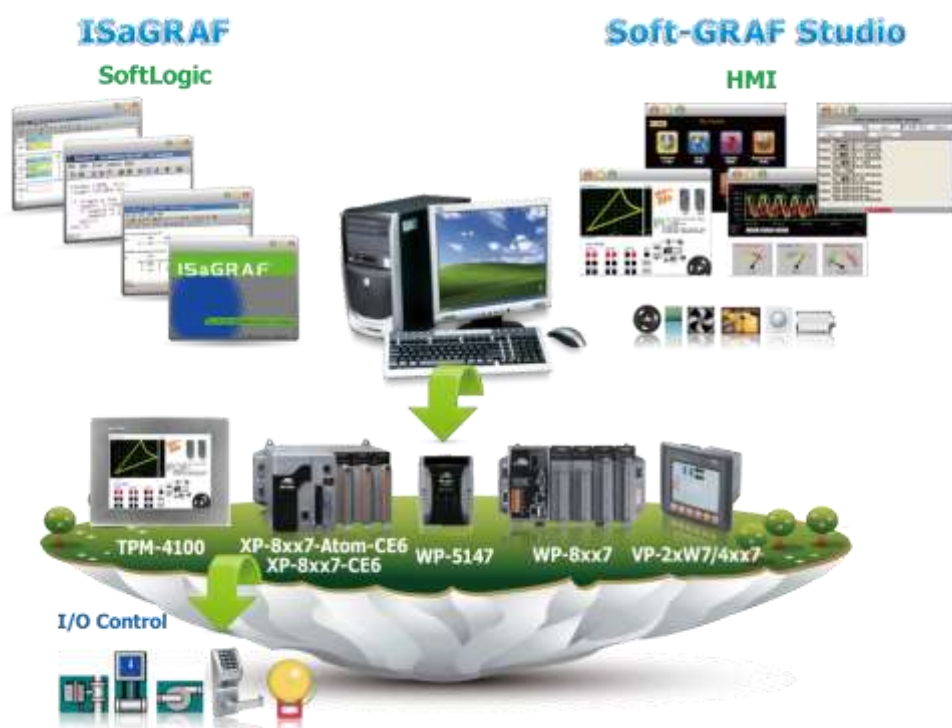 ISaGRAF
Soft-GRAF Studio
SoftLogic
HMI
ISaGRAF
TPM-4100
XP-8xx7-Atom-CE6
XP-8xx7-CE6
WP-5147
WP-8xx7
VP-2xW7/4xx7
I/O Control